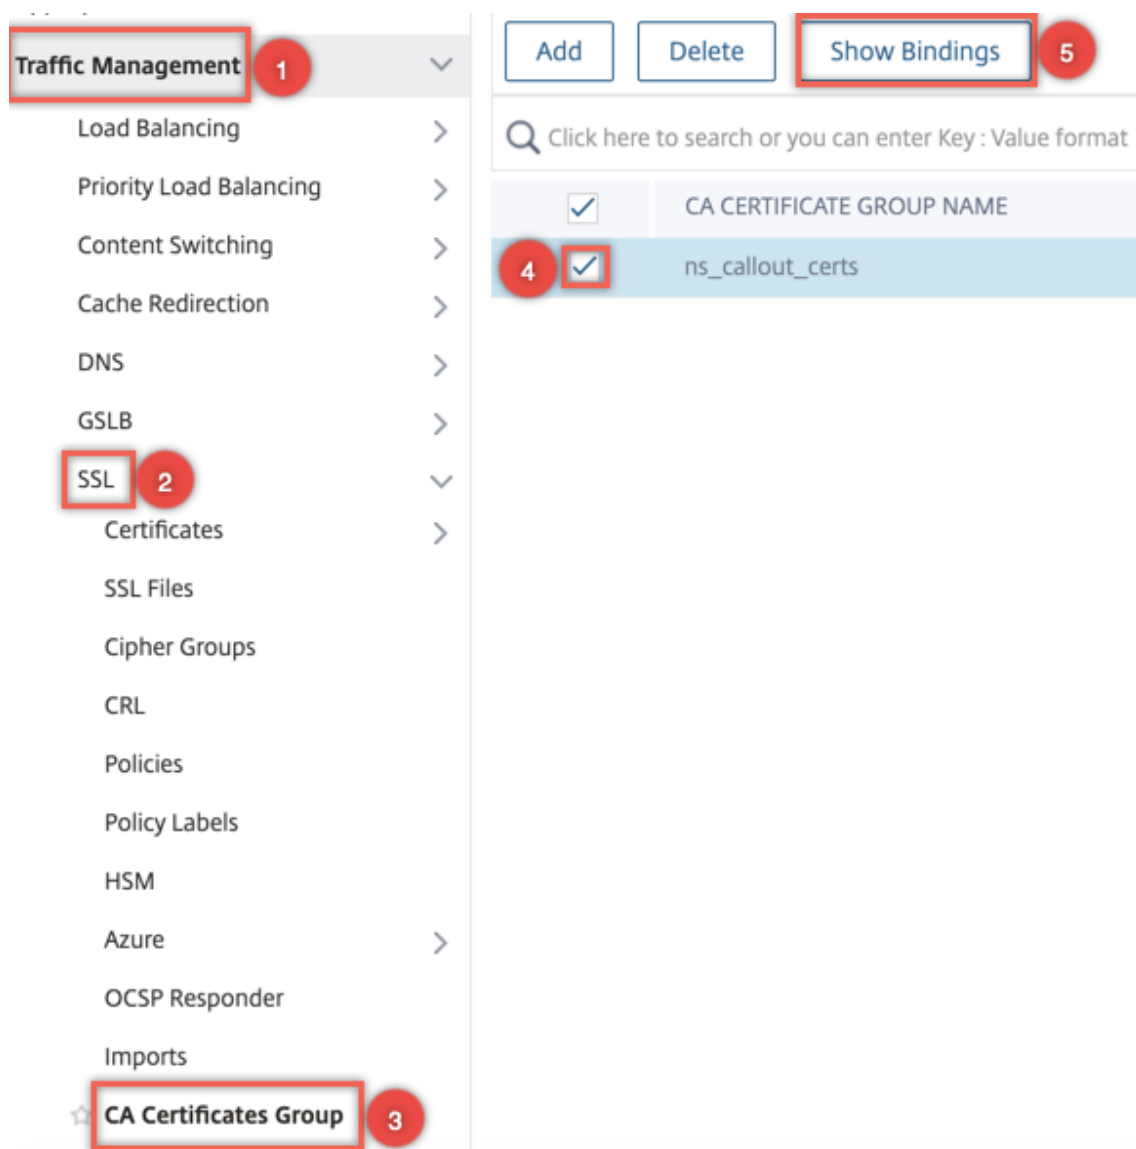 Traffic Management 1
Load Balancing
Priority Load Balancing
Content Switching
Cache Redirection
DNS
GSLB
SSL 2
Certificates
SSL Files
Cipher Groups
CRL
Policies
Policy Labels
HSM
Azure
OCSP Responder
Imports
CA Certificates Group 3
Add Delete Show Bindings 5
Click here to search or you can enter Key : Value format
CA CERTIFICATE GROUP NAME
4 ns_callout_certs